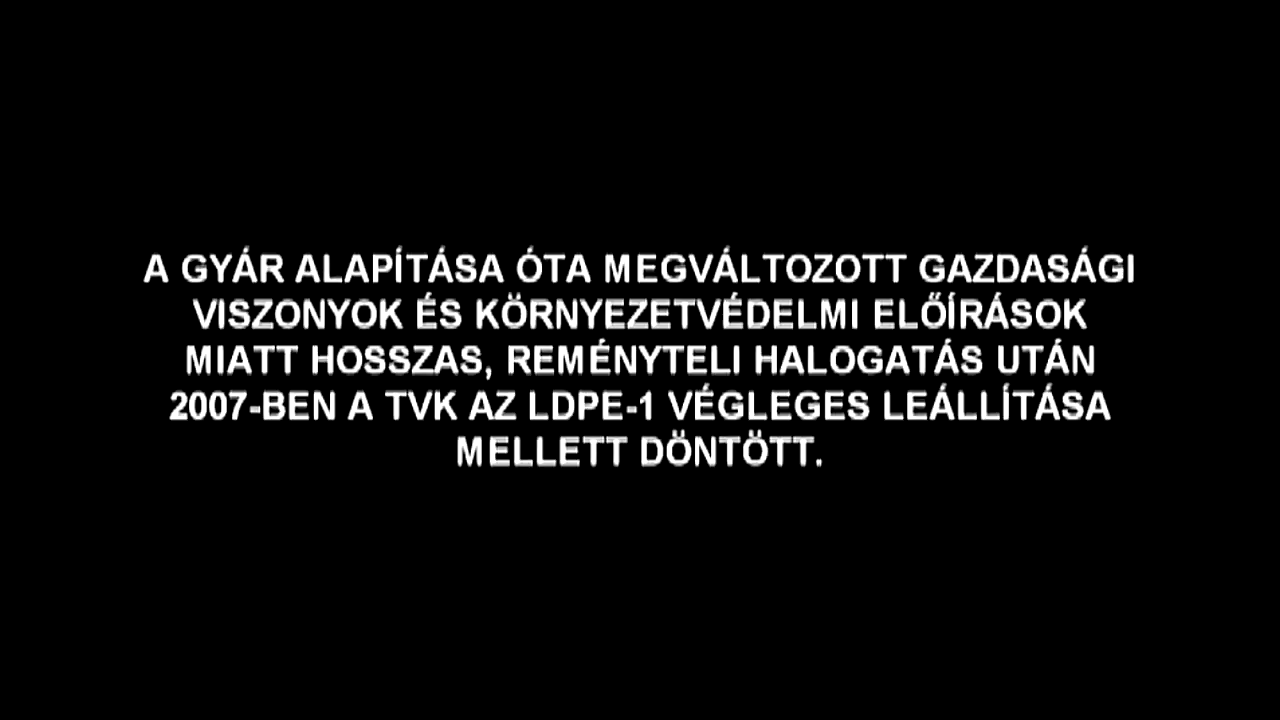 A GYÁR ALAPÍTÁSA ÓTA MEGVÁLTOZOTT GAZDASÁGI
VISZONYOK ÉS KÖRNYEZETVÉDELMI ELŐÍRÁSOK
MIATT HOSSZAS, REMÉNYTELI HALOGATÁS UTÁN
2007-BEN A TVK AZ LDPE-1 VÉGLEGES LEÁLLÍTÁSA
MELLETT DÖNTÖTT.